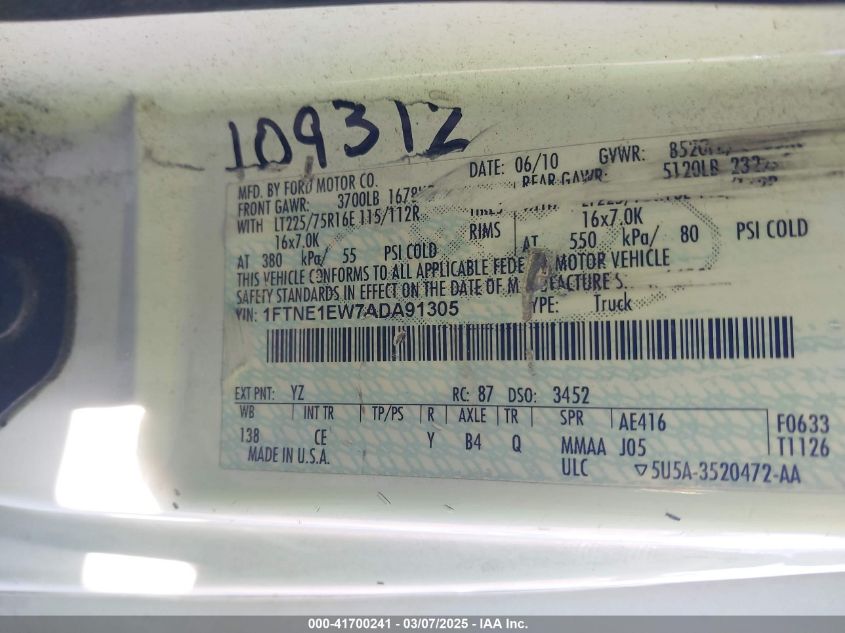 109312
MFD. BY FORD MOTOR CO. DATE: 06/10 GVWR:
FRONT GAWR: 3700LB REAR GAWR: 5120LB
WITH LT225/75R16E 115/112R
16x7.0K RIMS 16x7.0K
AT 380 kPa/ 55 PSI COLD AT 550 kPa/ 80 PSI COLD
THIS VEHICLE CONFORMS TO ALL APPLICABLE MOTOR VEHICLE
SAFETY STANDARDS IN EFFECT ON THE DATE OF
VIN: 1FTNE1EW7ADA91305 TYPE: Truck
EXT PNT: YZ RC: 87 DSO: 3452
WB INT TR TP/PS R AXLE TR SPR AE416 F0633
138 CE Y B4 Q MMAA J05 T1126
MADE IN U.S.A. ULC ▽5U5A-3520472-AA
000-41700241 - 03/07/2025 - IAA Inc.